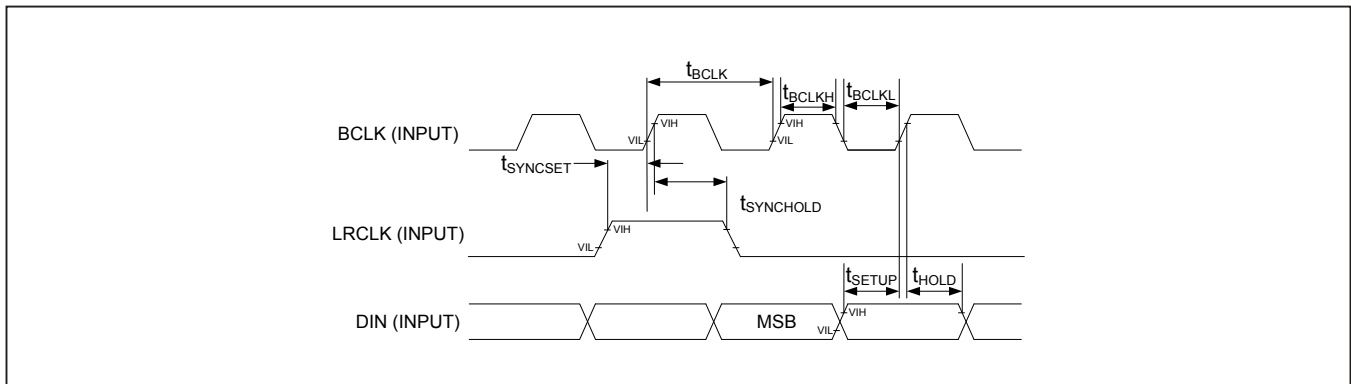 tBCLK
tBCLKH
tBCLKL
BCLK (INPUT)
VIH
VIL
VIH
VIL
tSYNCSET
tSYNCHOLD
LRCLK (INPUT)
VIH
VIL
tSETUP
tHOLD
DIN (INPUT)
MSB
VIH
VIL